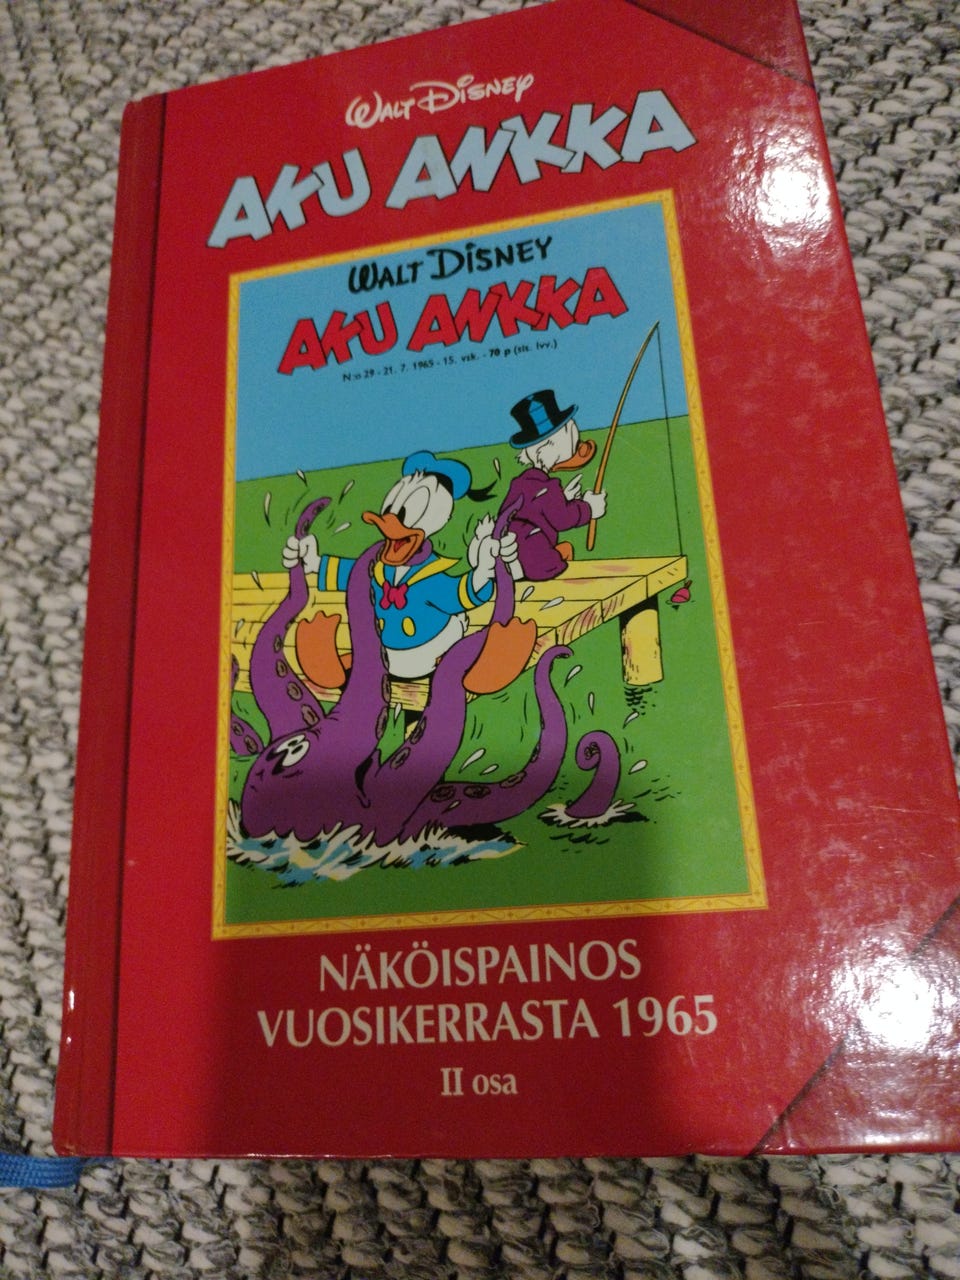 WALT DISNEY
AKU ANKKA
WALT DISNEY
AKU ANKKA
N:o 29 - 21. 7. 1965 - 15. vsk. - 70 p (sis. lvv.)
NÄKÖISPAINOS
VUOSIKERRASTA 1965
II osa